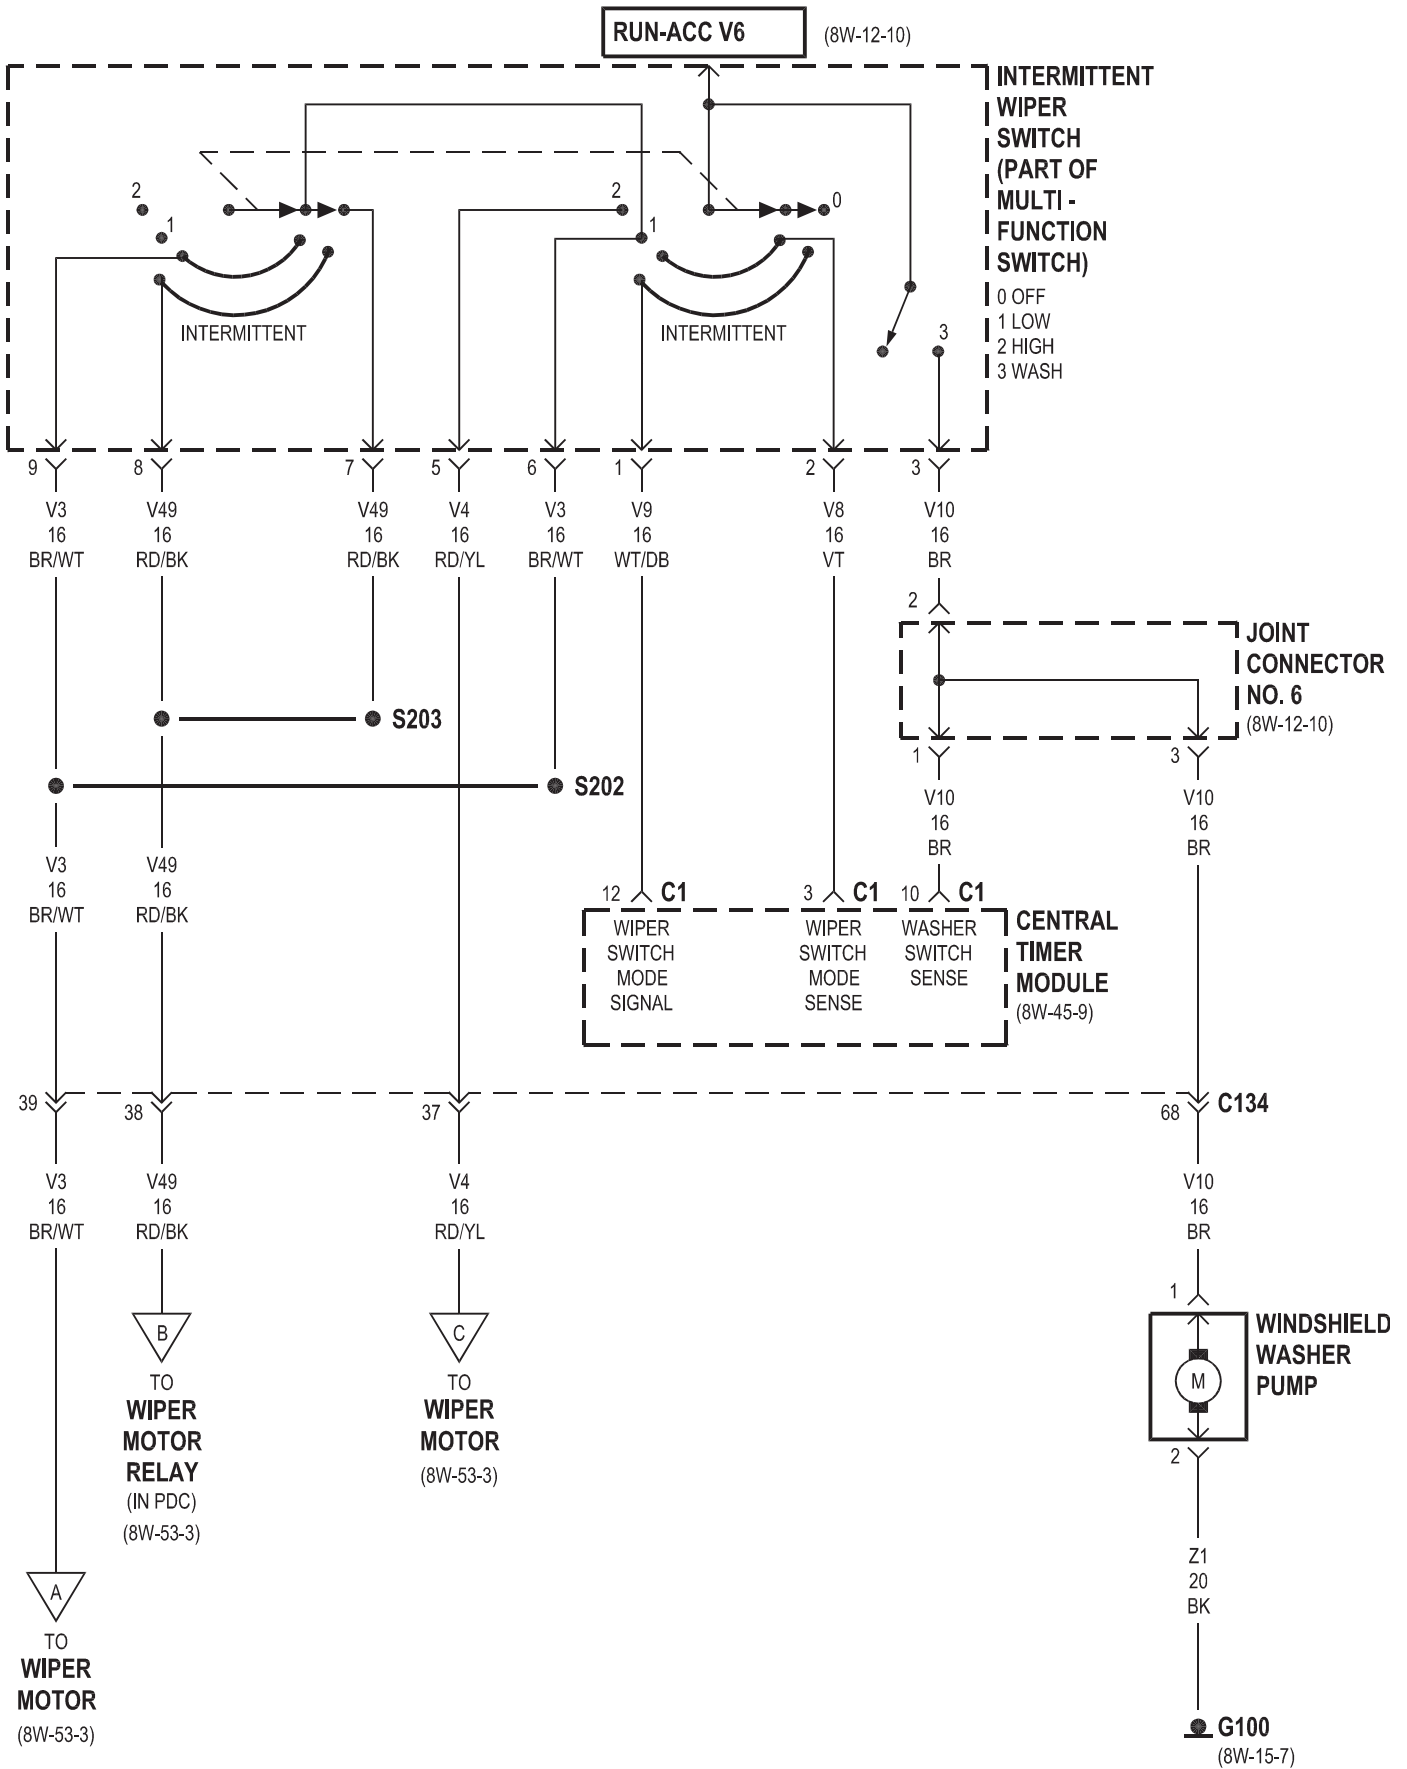 RUN-ACC V6
(8W-12-10)
INTERMITTENT
WIPER
SWITCH
(PART OF
MULTI -
FUNCTION
SWITCH)
0 OFF
1 LOW
2 HIGH
3 WASH
2
1
2
1
0
3
INTERMITTENT
INTERMITTENT
9
8
7
5
6
1
2
3
V3
16
BR/WT
V49
16
RD/BK
V49
16
RD/BK
V4
16
RD/YL
V3
16
BR/WT
V9
16
WT/DB
V8
16
VT
V10
16
BR
2
JOINT
CONNECTOR
NO. 6
(8W-12-10)
S203
S202
1
3
V10
16
BR
V10
16
BR
V3
16
BR/WT
V49
16
RD/BK
12
C1
3
C1
10
C1
WIPER
SWITCH
MODE
SIGNAL
WIPER
SWITCH
MODE
SENSE
WASHER
SWITCH
SENSE
CENTRAL
TIMER
MODULE
(8W-45-9)
39
38
37
68
C134
V3
16
BR/WT
V49
16
RD/BK
V4
16
RD/YL
V10
16
BR
1
B
TO
WIPER
MOTOR
RELAY
(IN PDC)
(8W-53-3)
C
TO
WIPER
MOTOR
(8W-53-3)
WINDSHIELD
WASHER
PUMP
M
2
A
TO
WIPER
MOTOR
(8W-53-3)
Z1
20
BK
G100
(8W-15-7)